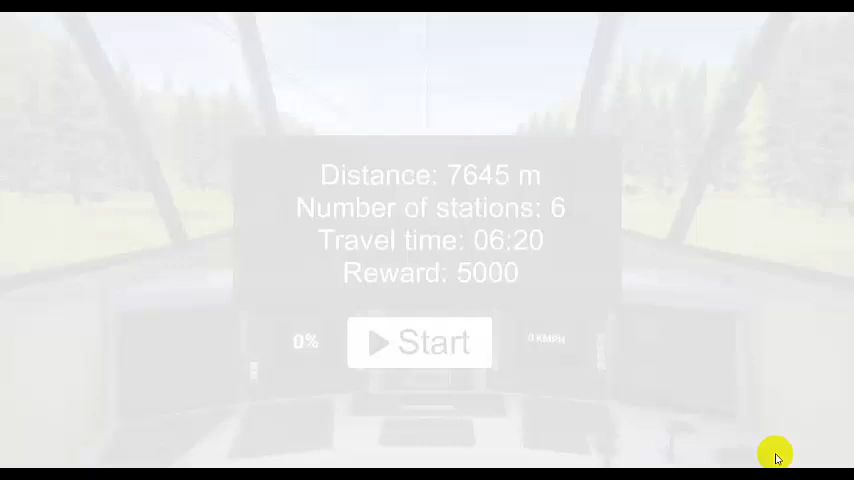 Distance: 7645 m
Number of stations: 6
Travel time: 06:20
Reward: 5000
0%
Start
0 KMPH